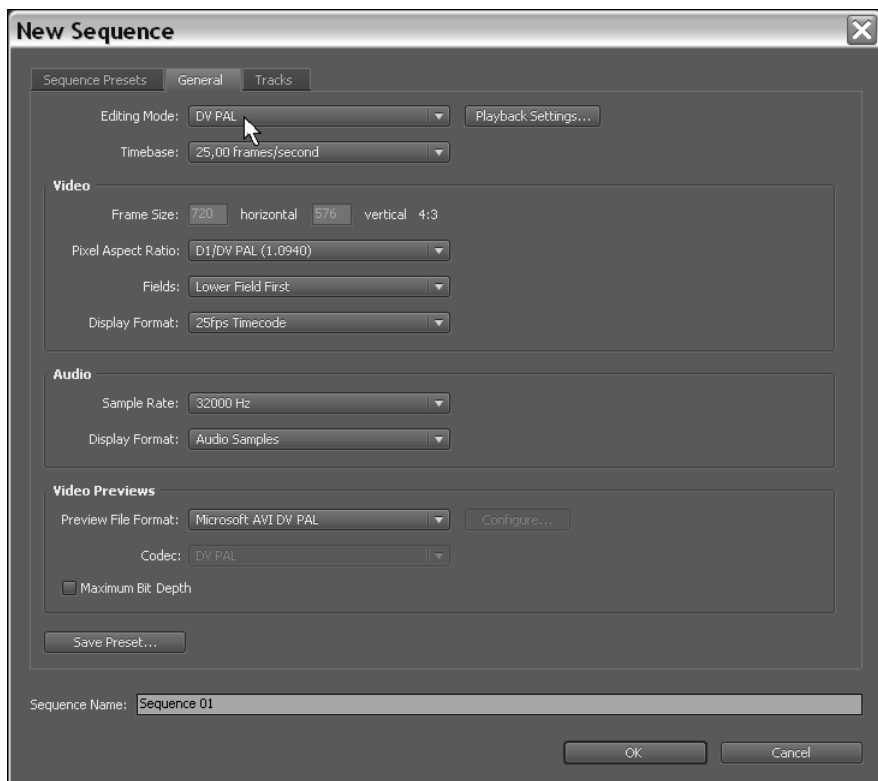 New Sequence
Sequence Presets General Tracks
Editing Mode: DV PAL Playback Settings...
Timebase: 25,00 frames/second
Video
Frame Size: 720 horizontal 576 vertical 4:3
Pixel Aspect Ratio: D1/DV PAL (1.0940)
Fields: Lower Field First
Display Format: 25fps Timecode
Audio
Sample Rate: 32000 Hz
Display Format: Audio Samples
Video Previews
Preview File Format: Microsoft AVI DV PAL Configure...
Codec: DV PAL
Maximum Bit Depth
Save Preset...
Sequence Name: Sequence 01
OK Cancel